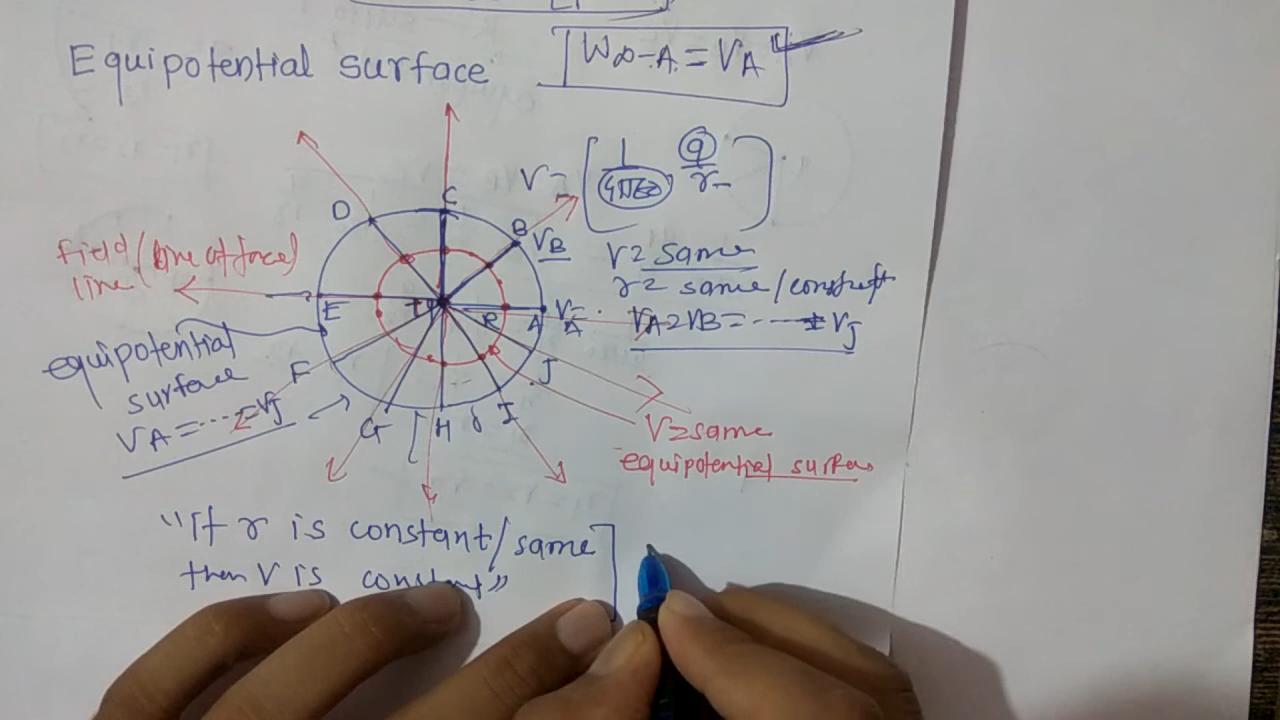 Equipotential surface
W∞-A = VA
V = [1/4πε0 q/r]
D
C
B
VB
V= same
r= same/constant
VA = VB = ------ = VJ
field/(line of force)
line
E
+q
R
A
VA
equipotential
surface
VA = ---- = VJ
F
G
H
r
I
J
V=same
equipotential surface
"If r is constant/same
then V is constant"